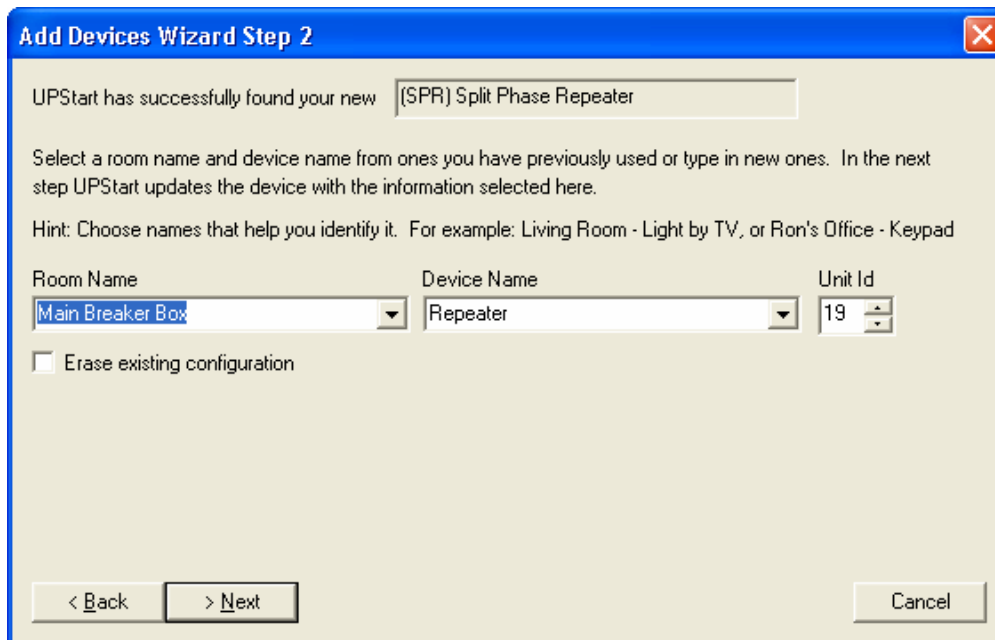 Add Devices Wizard Step 2
UPStart has successfully found your new (SPR) Split Phase Repeater
Select a room name and device name from ones you have previously used or type in new ones. In the next
step UPStart updates the device with the information selected here.
Hint: Choose names that help you identify it. For example: Living Room - Light by TV, or Ron's Office - Keypad
Room Name Device Name Unit Id
Main Breaker Box Repeater 19
Erase existing configuration
< Back > Next Cancel